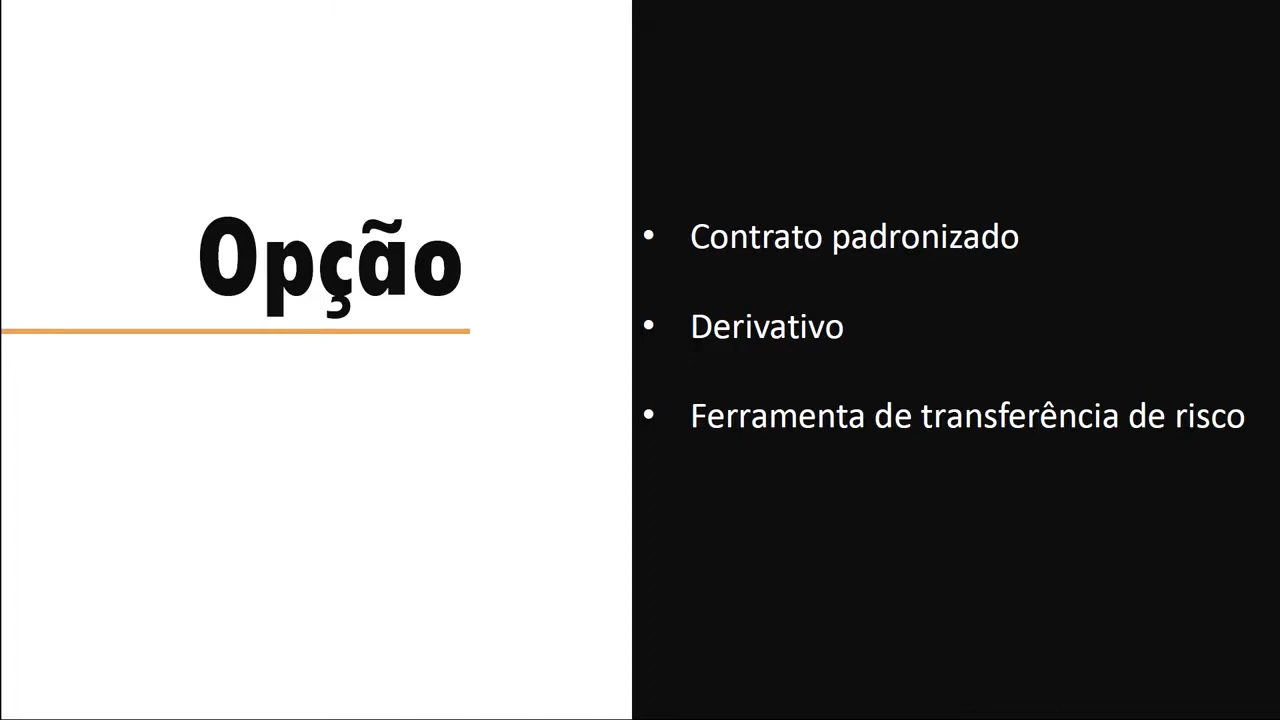 Opção
• Contrato padronizado
• Derivativo
• Ferramenta de transferência de risco